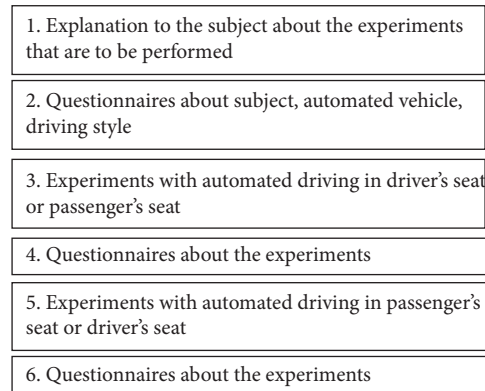 1. Explanation to the subject about the experiments
that are to be performed
2. Questionnaires about subject, automated vehicle,
driving style
3. Experiments with automated driving in driver’s seat
or passenger’s seat
4. Questionnaires about the experiments
5. Experiments with automated driving in passenger’s
seat or driver’s seat
6. Questionnaires about the experiments